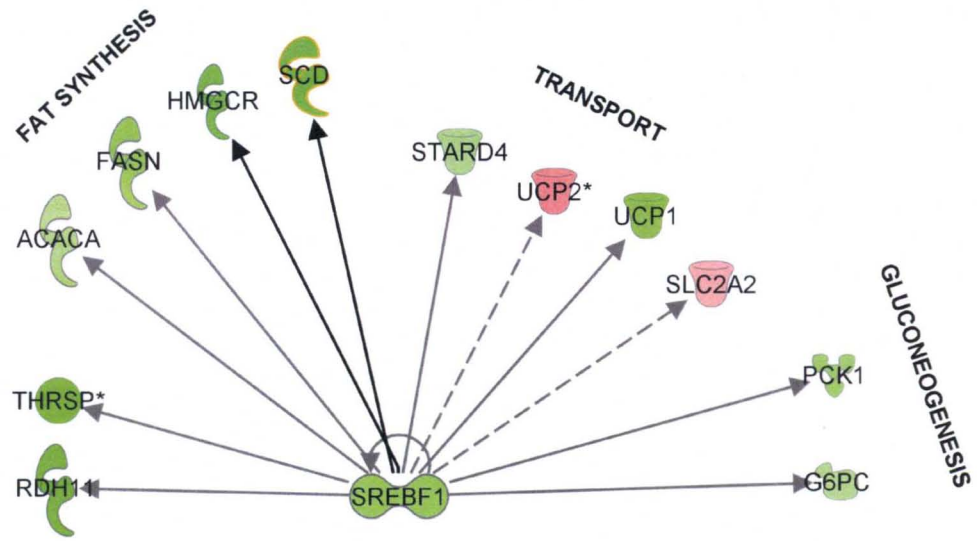 FAT SYNTHESIS
SCD
HMGCR
TRANSPORT
FASN
STARD4
UCP2*
UCP1
ACACA
SLC2A2
GLUCONEOGENESIS
PCK1
THRSP*
RDH11
SREBF1
G6PC